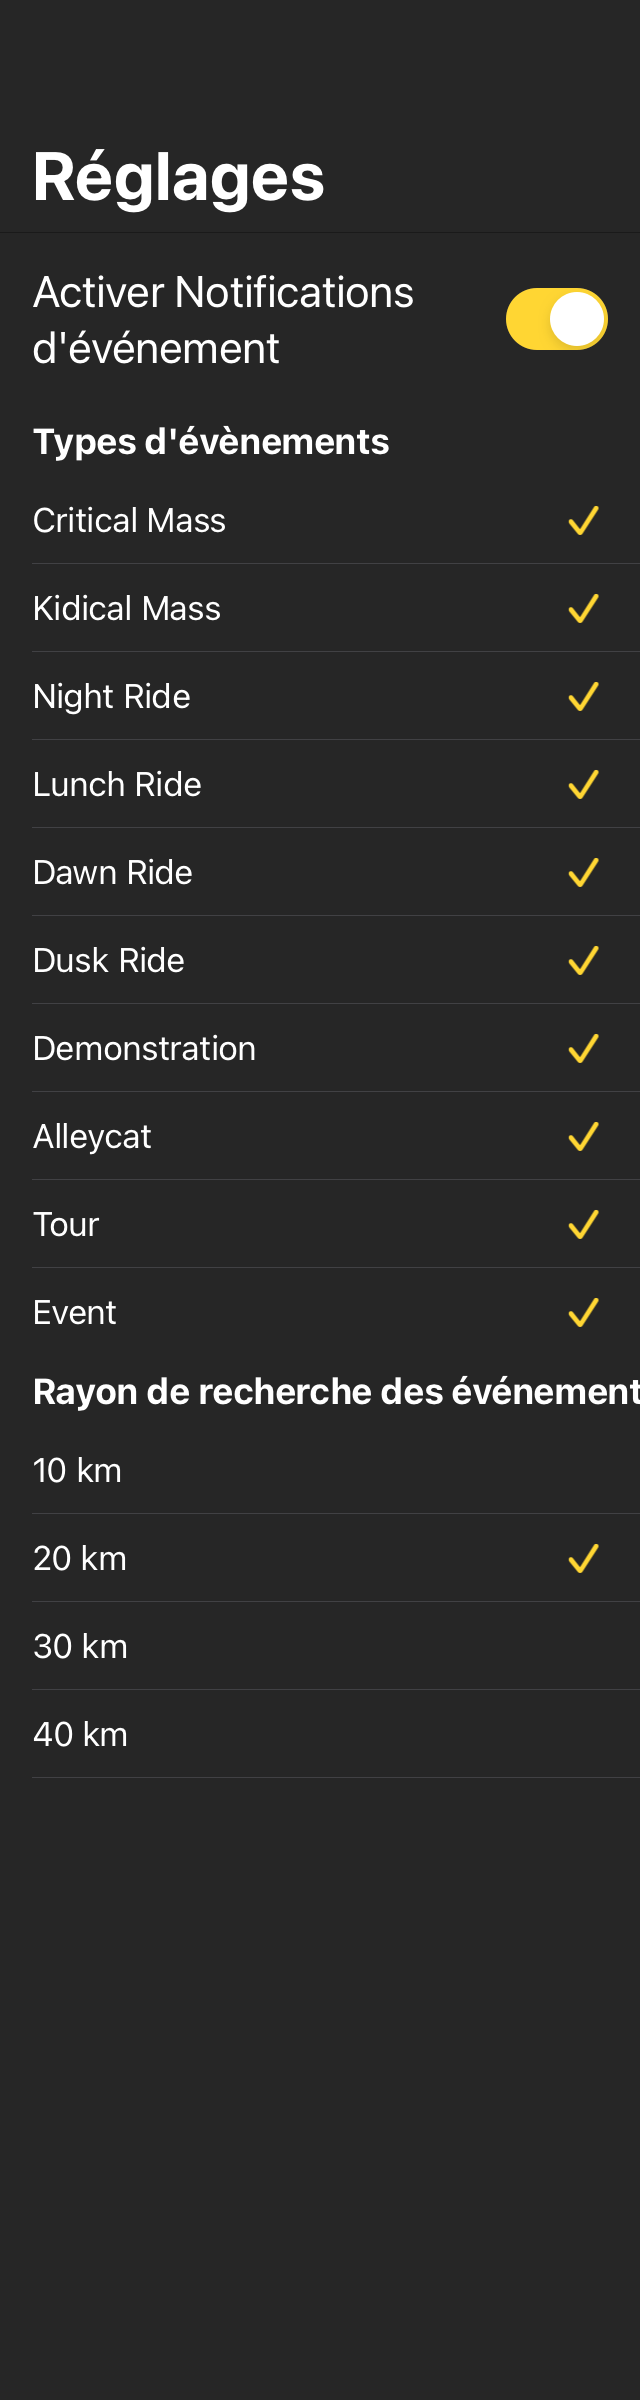 Réglages
Activer Notifications
d'événement
Types d'évènements
Critical Mass
Kidical Mass
Night Ride
Lunch Ride
Dawn Ride
Dusk Ride
Demonstration
Alleycat
Tour
Event
Rayon de recherche des événement
10 km
20 km
30 km
40 km